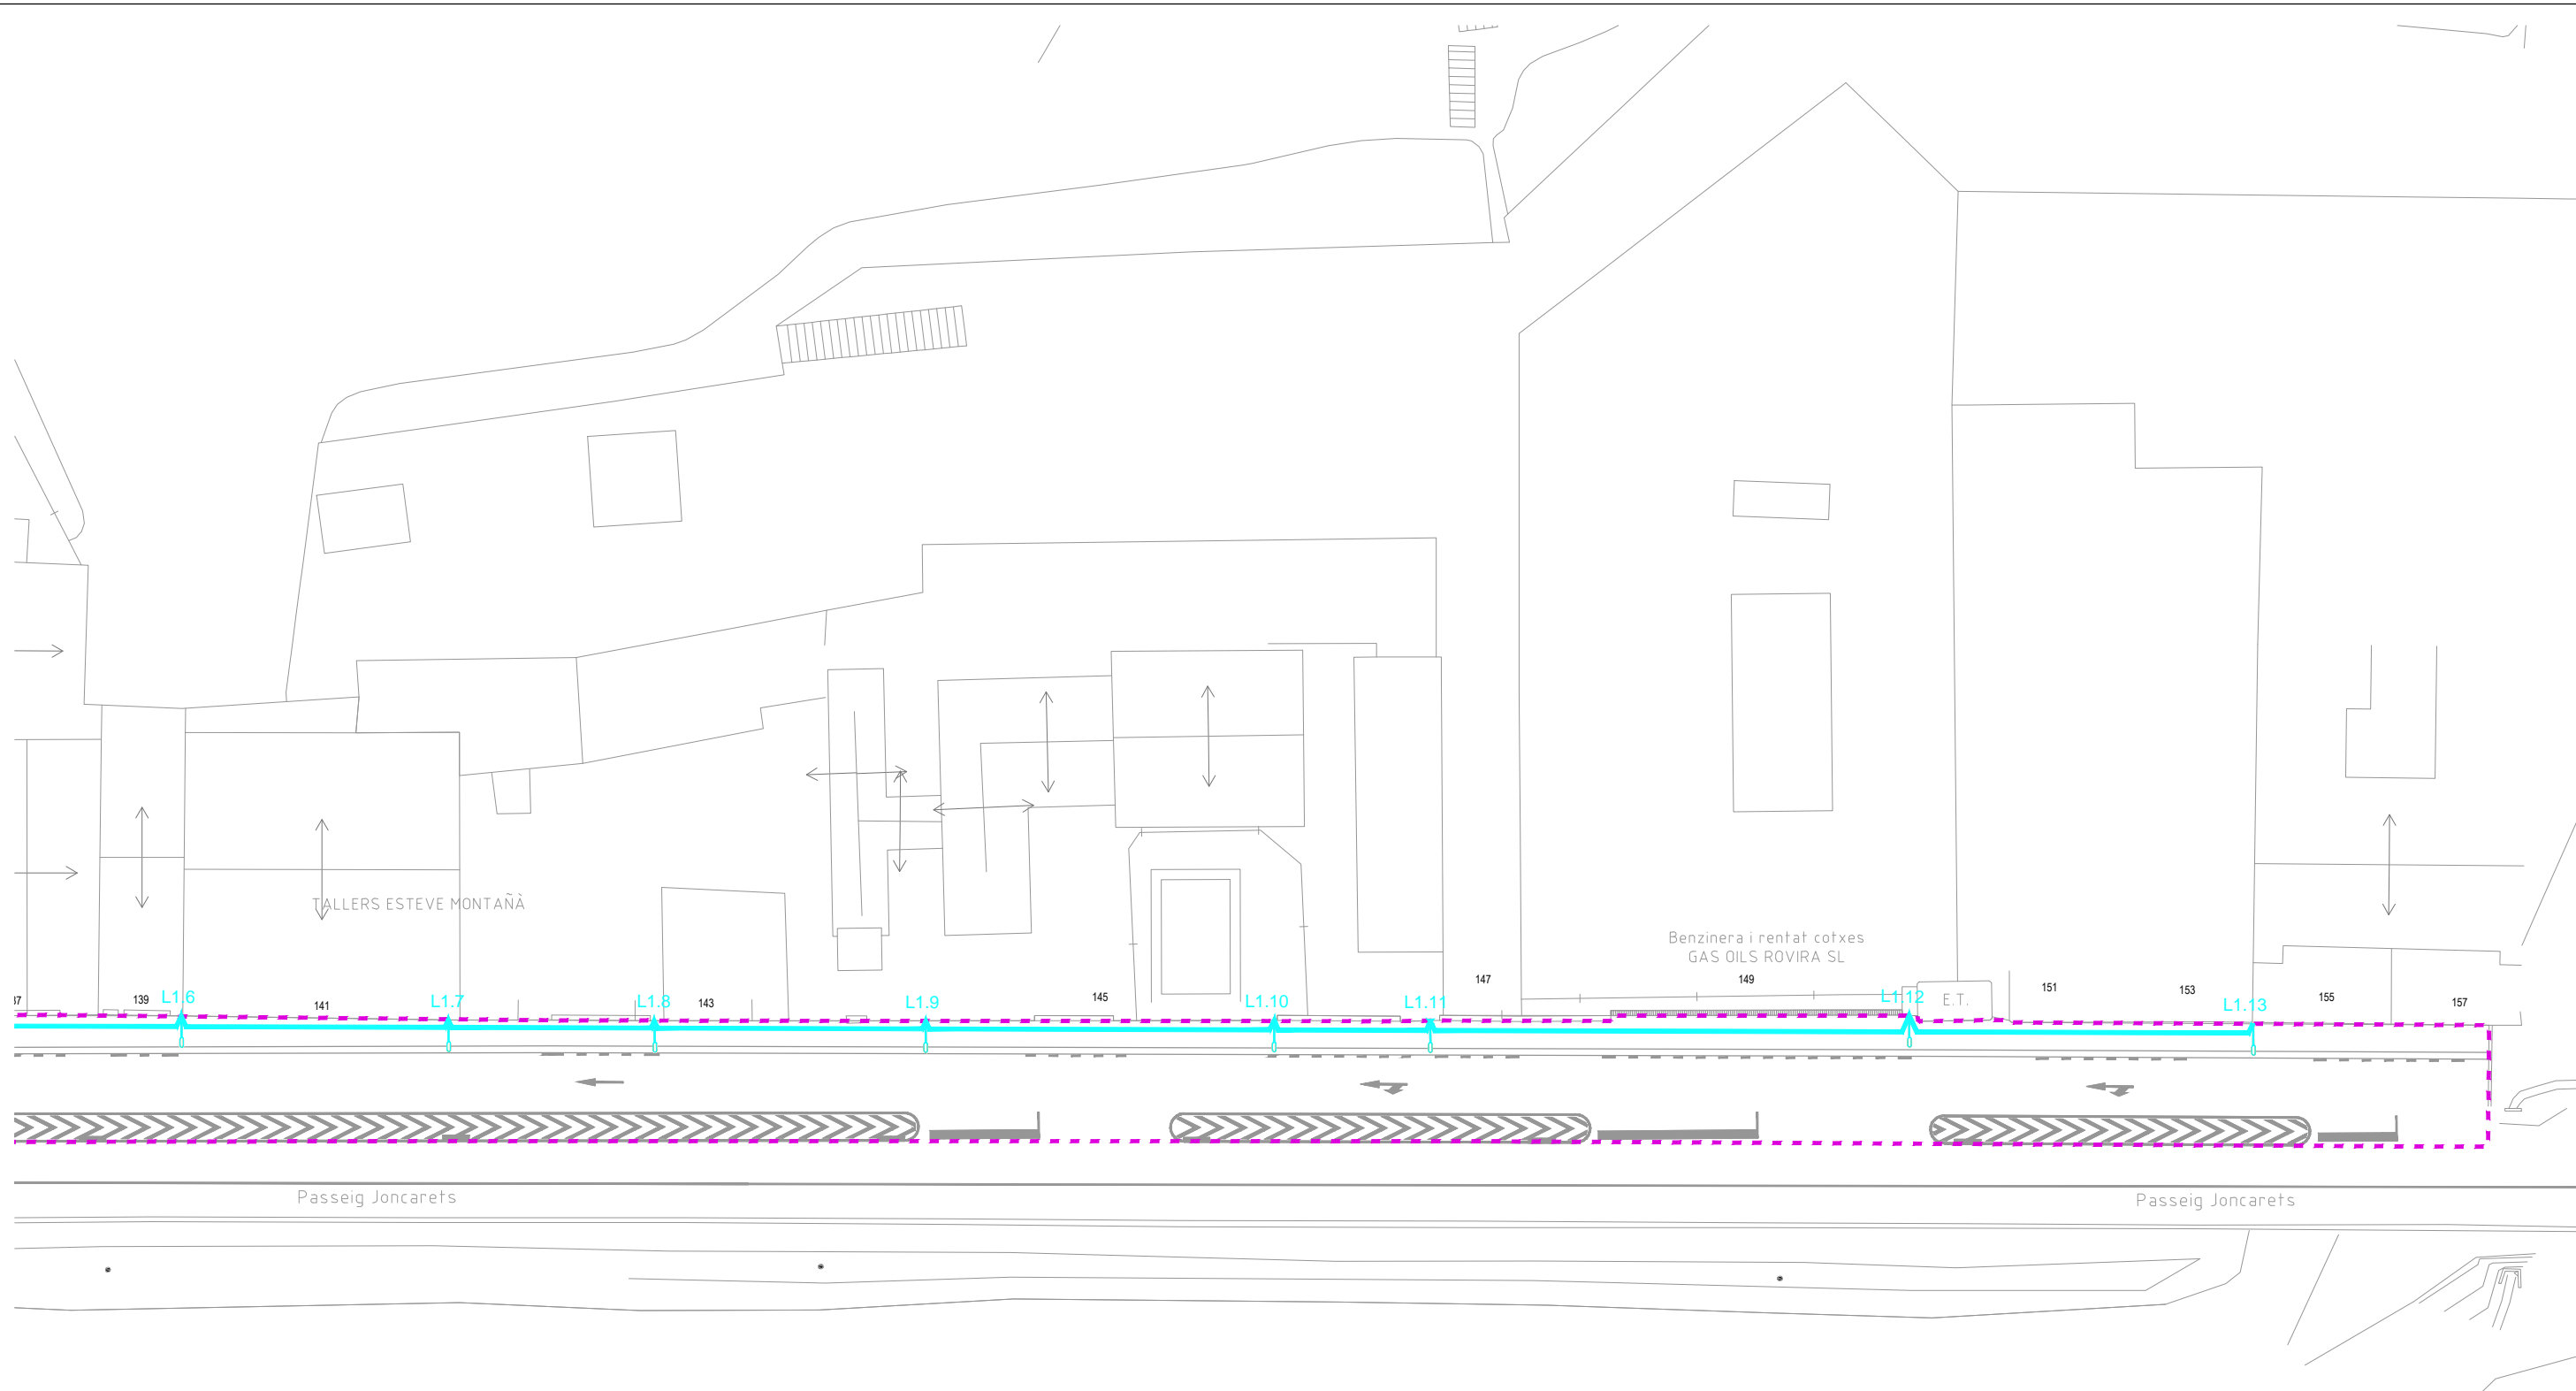 TALLERS ESTEVE MONTAÑÀ
Benzinera i rentat cotxes
GAS OILS ROVIRA SL
147
149
E.T.
151
153
155
157
139
141
143
145
L1.6
L1.7
L1.8
L1.9
L1.10
L1.11
L1.12
L1.13
Passeig Joncarets
Passeig Joncarets